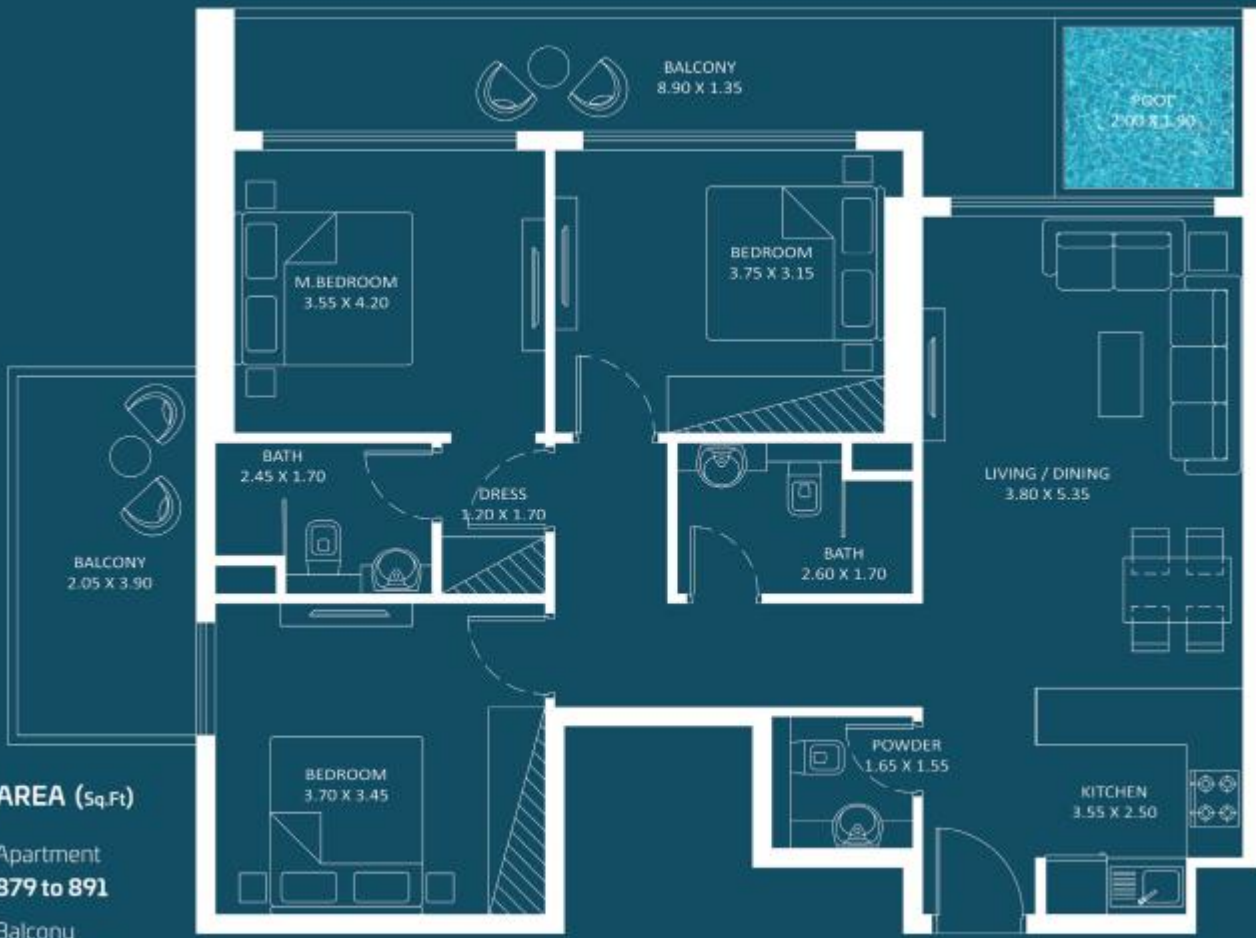 BALCONY
8.90 X 1.35
POOL
2.00 X 1.90
M.BEDROOM
3.55 X 4.20
BEDROOM
3.75 X 3.15
BATH
2.45 X 1.70
DRESS
1.20 X 1.70
LIVING / DINING
3.80 X 5.35
BATH
2.60 X 1.70
BALCONY
2.05 X 3.90
BEDROOM
3.70 X 3.45
POWDER
1.65 X 1.55
KITCHEN
3.55 X 2.50
AREA (Sq.Ft)
Apartment
879 to 891
Balcony